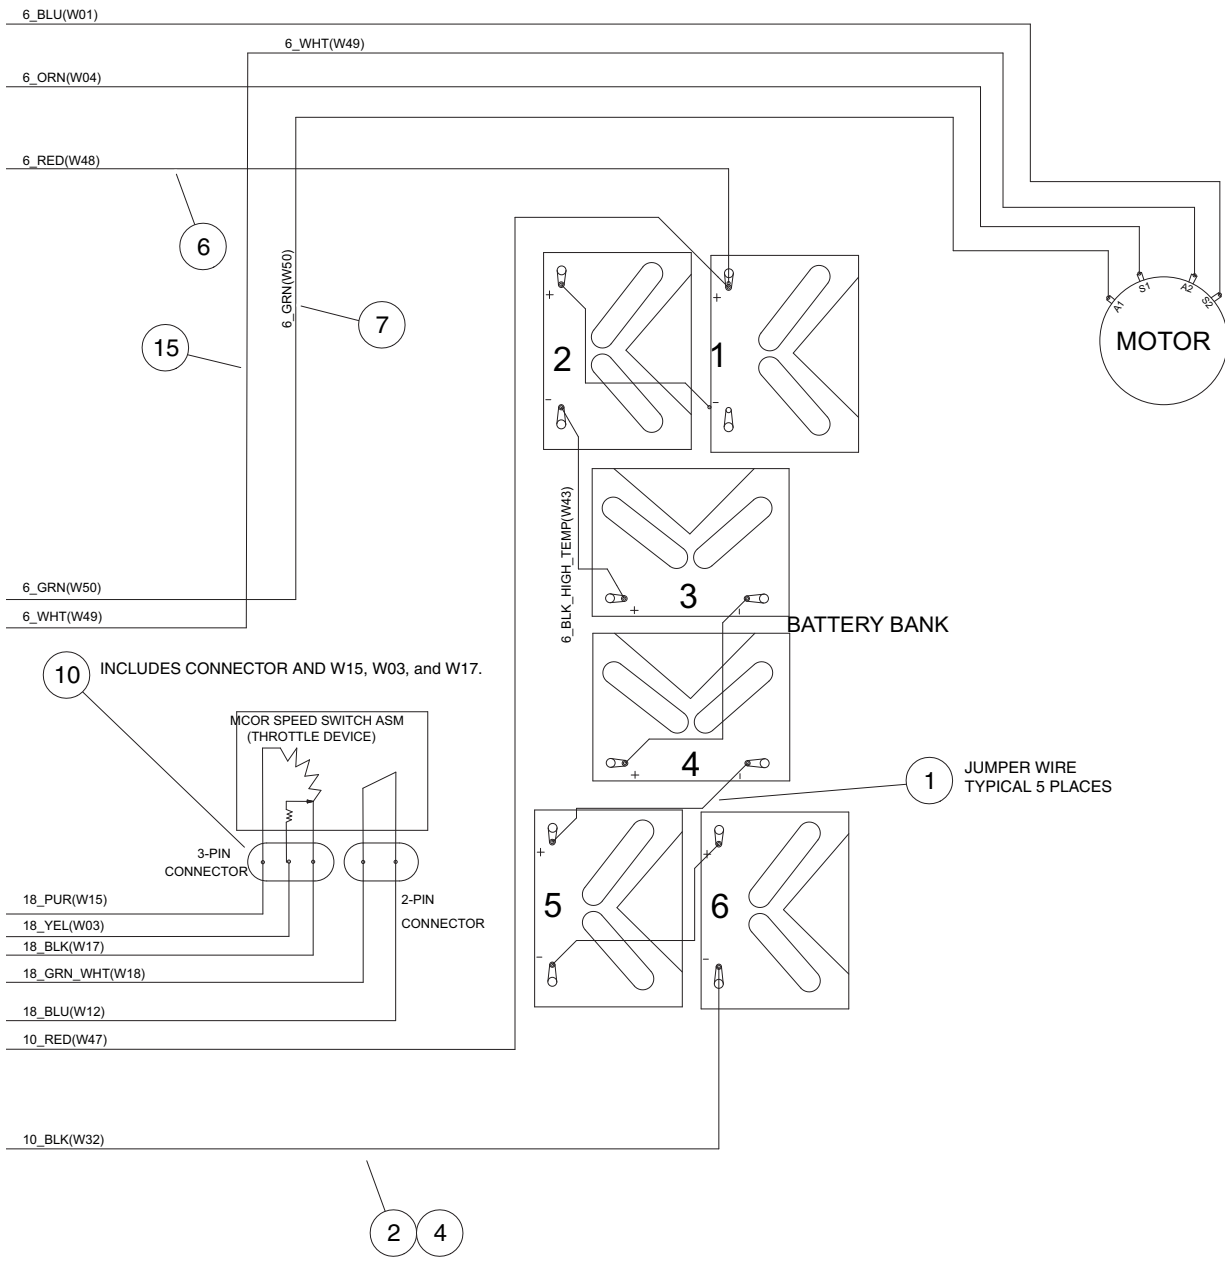 6_BLU(W01)
6_WHT(W49)
6_ORN(W04)
6_RED(W48)
6
6_GRN(W50)
7
15
+
-
2
+
-
1
A1
S1
A2
S2
MOTOR
6_BLK_HIGH_TEMP(W43)
3
+
-
BATTERY BANK
4
+
-
6_GRN(W50)
6_WHT(W49)
10
INCLUDES CONNECTOR AND W15, W03, and W17.
MCOR SPEED SWITCH ASM
(THROTTLE DEVICE)
1
JUMPER WIRE
TYPICAL 5 PLACES
3-PIN
CONNECTOR
+
-
5
+
-
6
2-PIN
CONNECTOR
18_PUR(W15)
18_YEL(W03)
18_BLK(W17)
18_GRN_WHT(W18)
18_BLU(W12)
10_RED(W47)
10_BLK(W32)
2
4